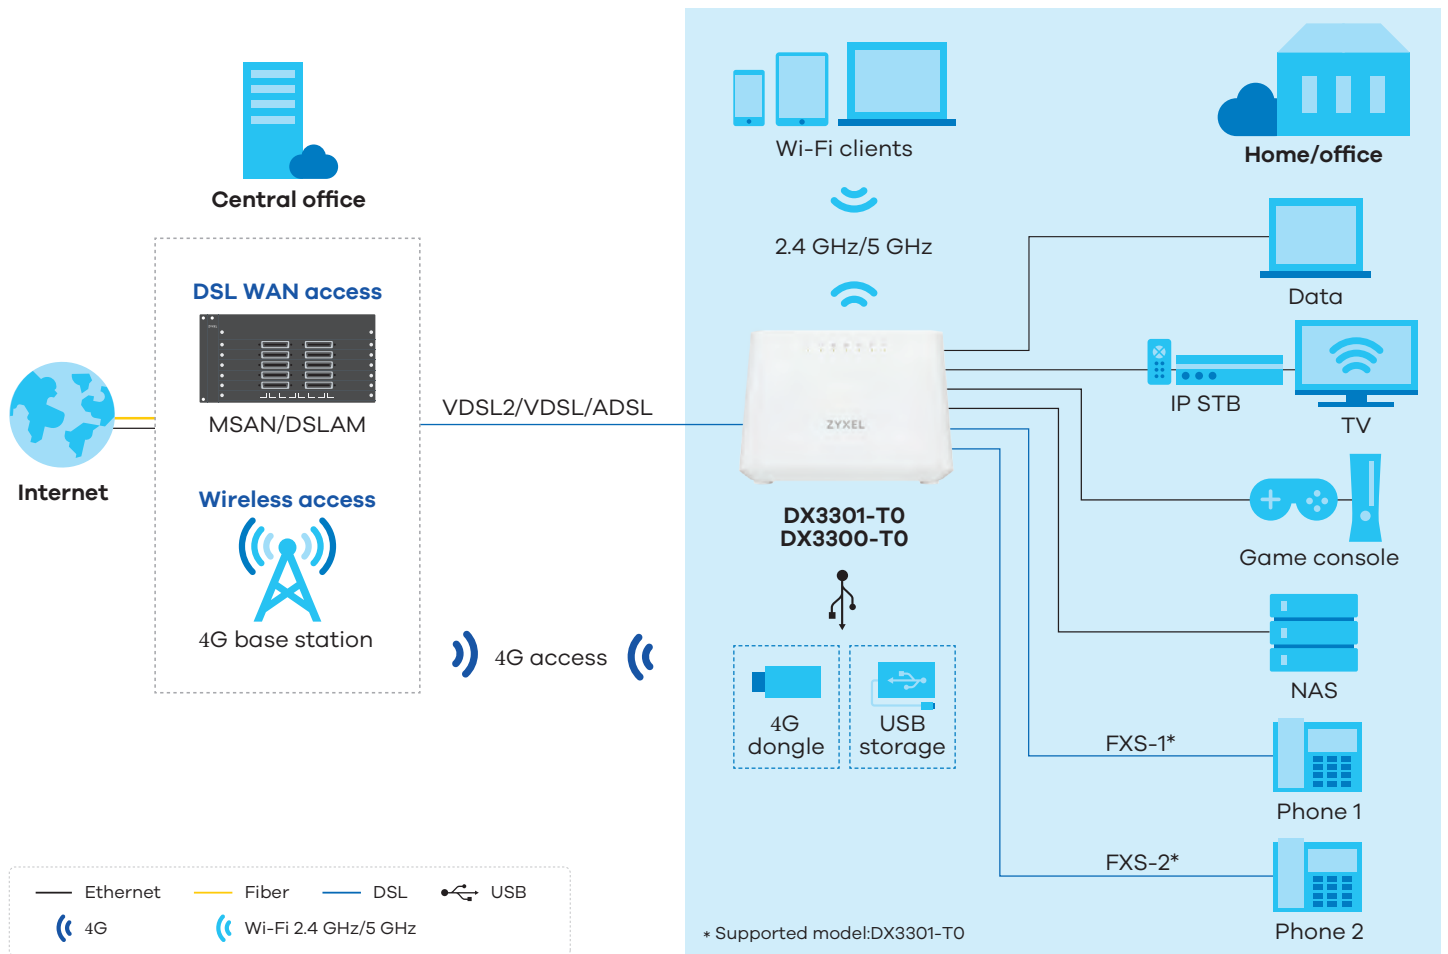 Central office
DSL WAN access
MSAN/DSLAM
Internet
Wireless access
4G base station
VDSL2/VDSL/ADSL
4G access
Wi-Fi clients
2.4 GHz/5 GHz
ZYXEL
DX3301-T0
DX3300-T0
4G
dongle
USB
storage
Home/office
Data
IP STB
TV
Game console
NAS
FXS-1*
Phone 1
FXS-2*
Phone 2
* Supported model:DX3301-T0
Ethernet
Fiber
DSL
USB
4G
Wi-Fi 2.4 GHz/5 GHz